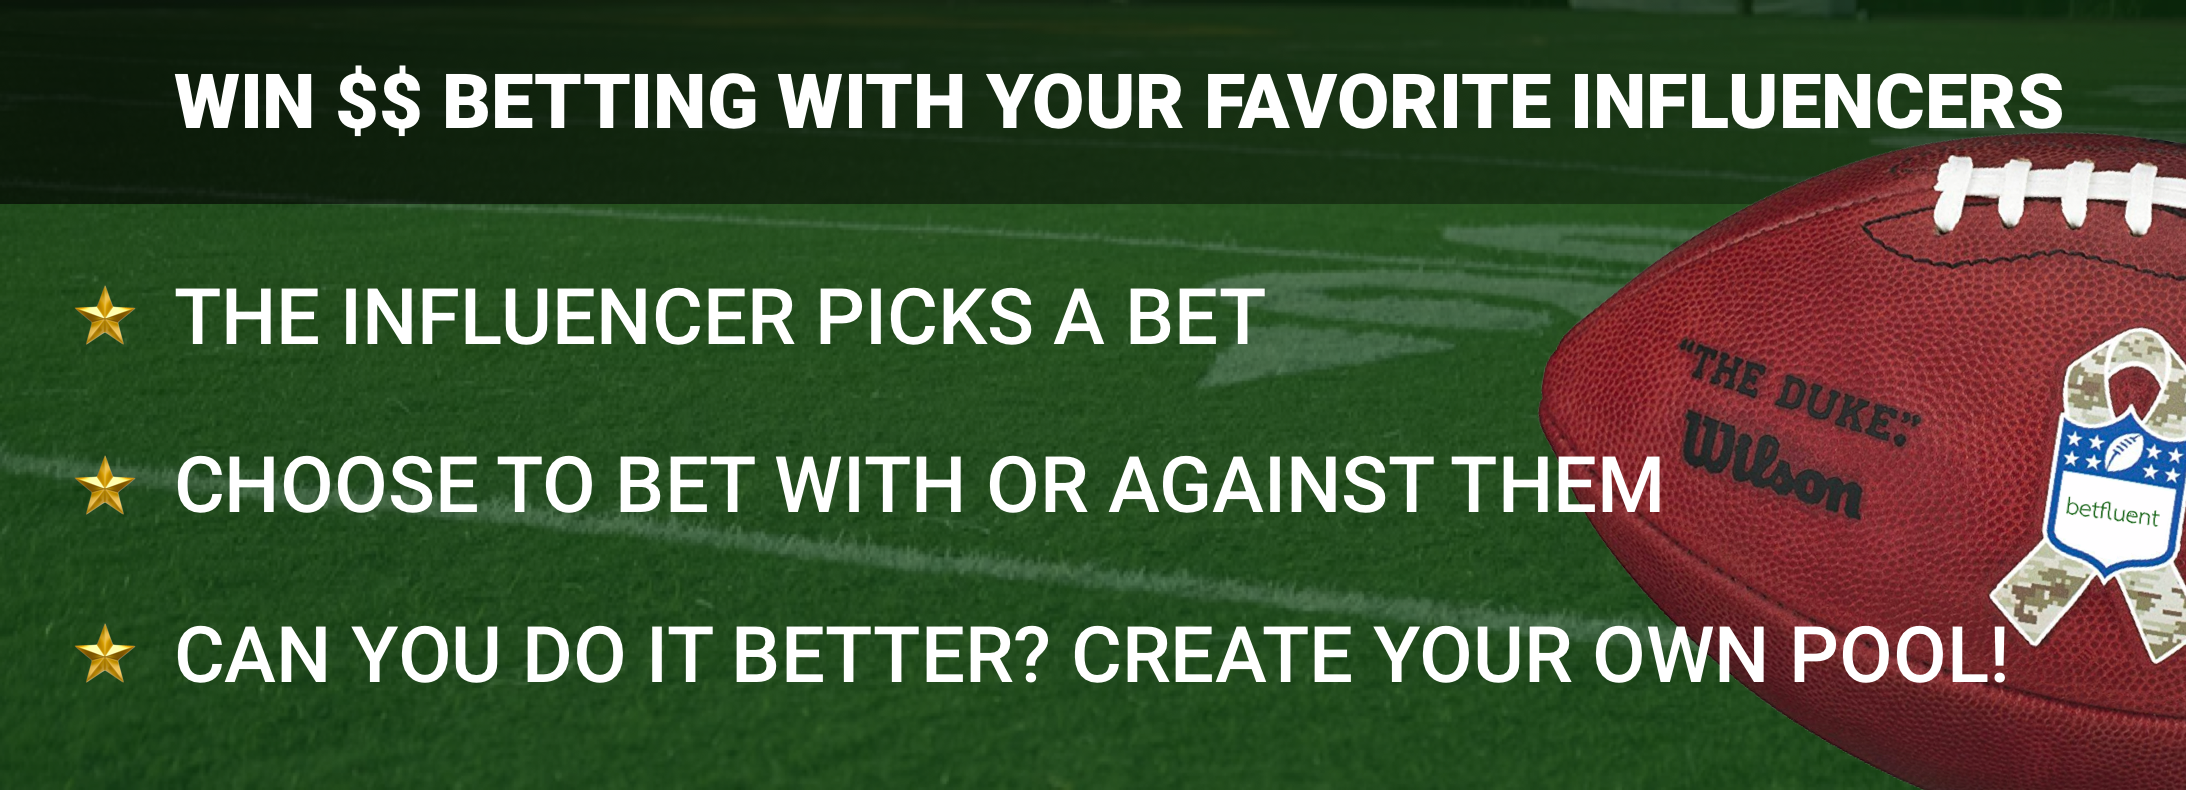 WIN $$ BETTING WITH YOUR FAVORITE INFLUENCERS
THE INFLUENCER PICKS A BET
CHOOSE TO BET WITH OR AGAINST THEM
CAN YOU DO IT BETTER? CREATE YOUR OWN POOL!
“THE DUKE.”
Wilson
betfluent